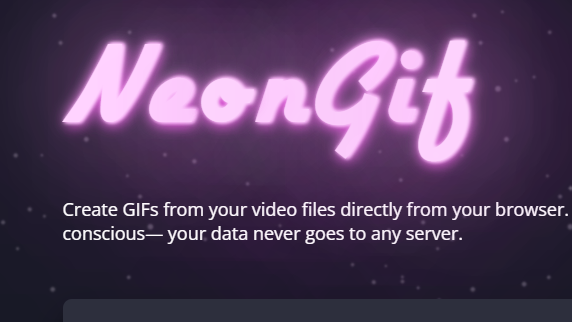 NeonGif
Create GIFs from your video files directly from your browser.
conscious— your data never goes to any server.